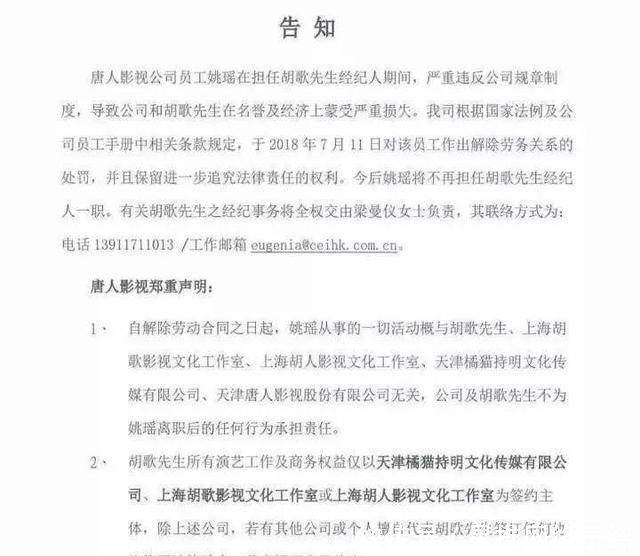 告 知
唐人影视公司员工姚瑶在担任胡歌先生经纪人期间，严重违反公司规章制
度，导致公司和胡歌先生在名誉及经济上蒙受严重损失。我司根据国家法例及公
司员工手册中相关条款规定，于 2018 年 7 月 11 日对该员工作出解除劳务关系的
处罚，并且保留进一步追究法律责任的权利。今后姚瑶将不再担任胡歌先生经纪
人一职。有关胡歌先生之经纪事务将全权交由梁曼仪女士负责，其联络方式为：
电话 13911711013 /工作邮箱 eugenia@ceihk.com.cn。
唐人影视郑重声明：
1、 自解除劳动合同之日起，姚瑶从事的一切活动概与胡歌先生、上海胡
歌影视文化工作室、上海胡人影视文化工作室、天津橘猫持明文化传
媒有限公司、天津唐人影视股份有限公司无关，公司及胡歌先生不为
姚瑶离职后的任何行为承担责任。
2、 胡歌先生所有演艺工作及商务权益仅以天津橘猫持明文化传媒有限公
司、上海胡歌影视文化工作室或上海胡人影视文化工作室为签约主
体，除上述公司，若有其他公司或个人擅自代言